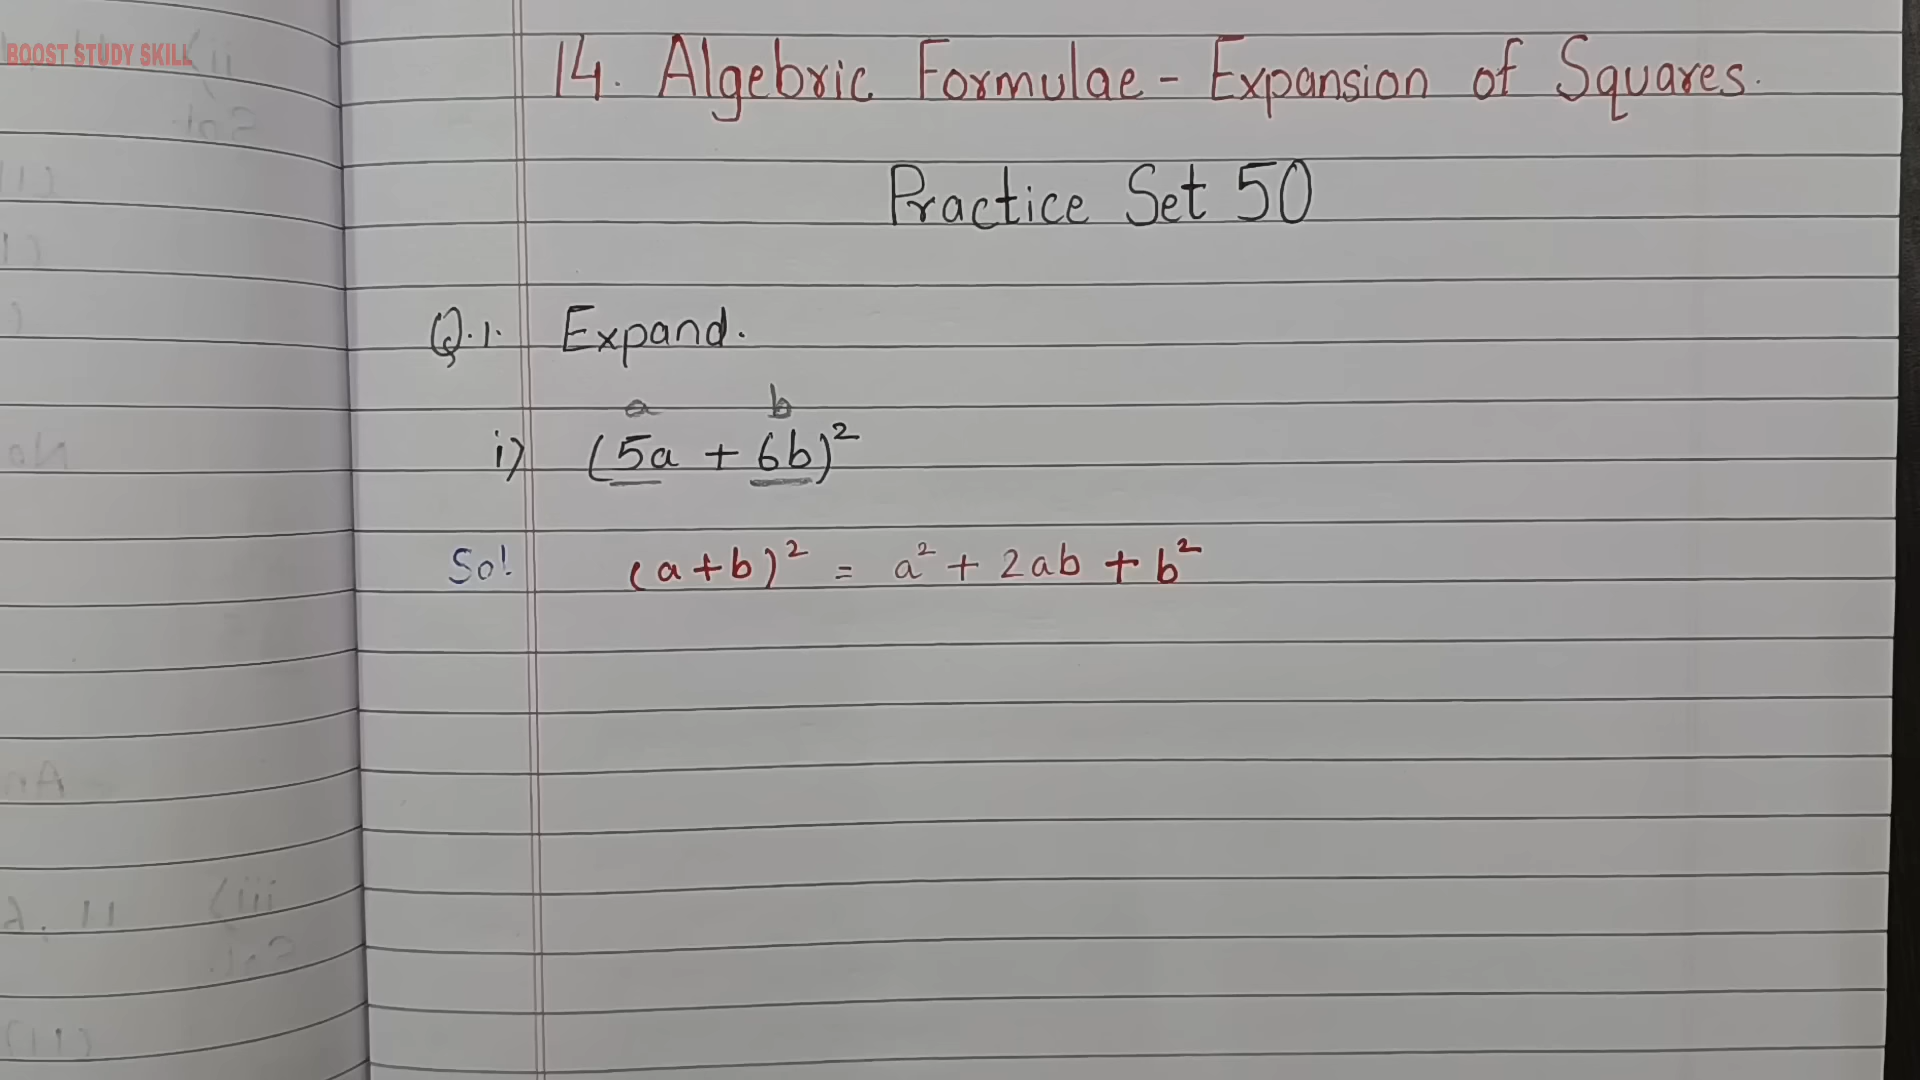 BOOST STUDY SKILL
14. Algebric Formulae - Expansion of Squares.
Practice Set 50
Q.1. Expand.
a b
i) (5a + 6b)²
Sol (a+b)² = a² + 2ab + b²